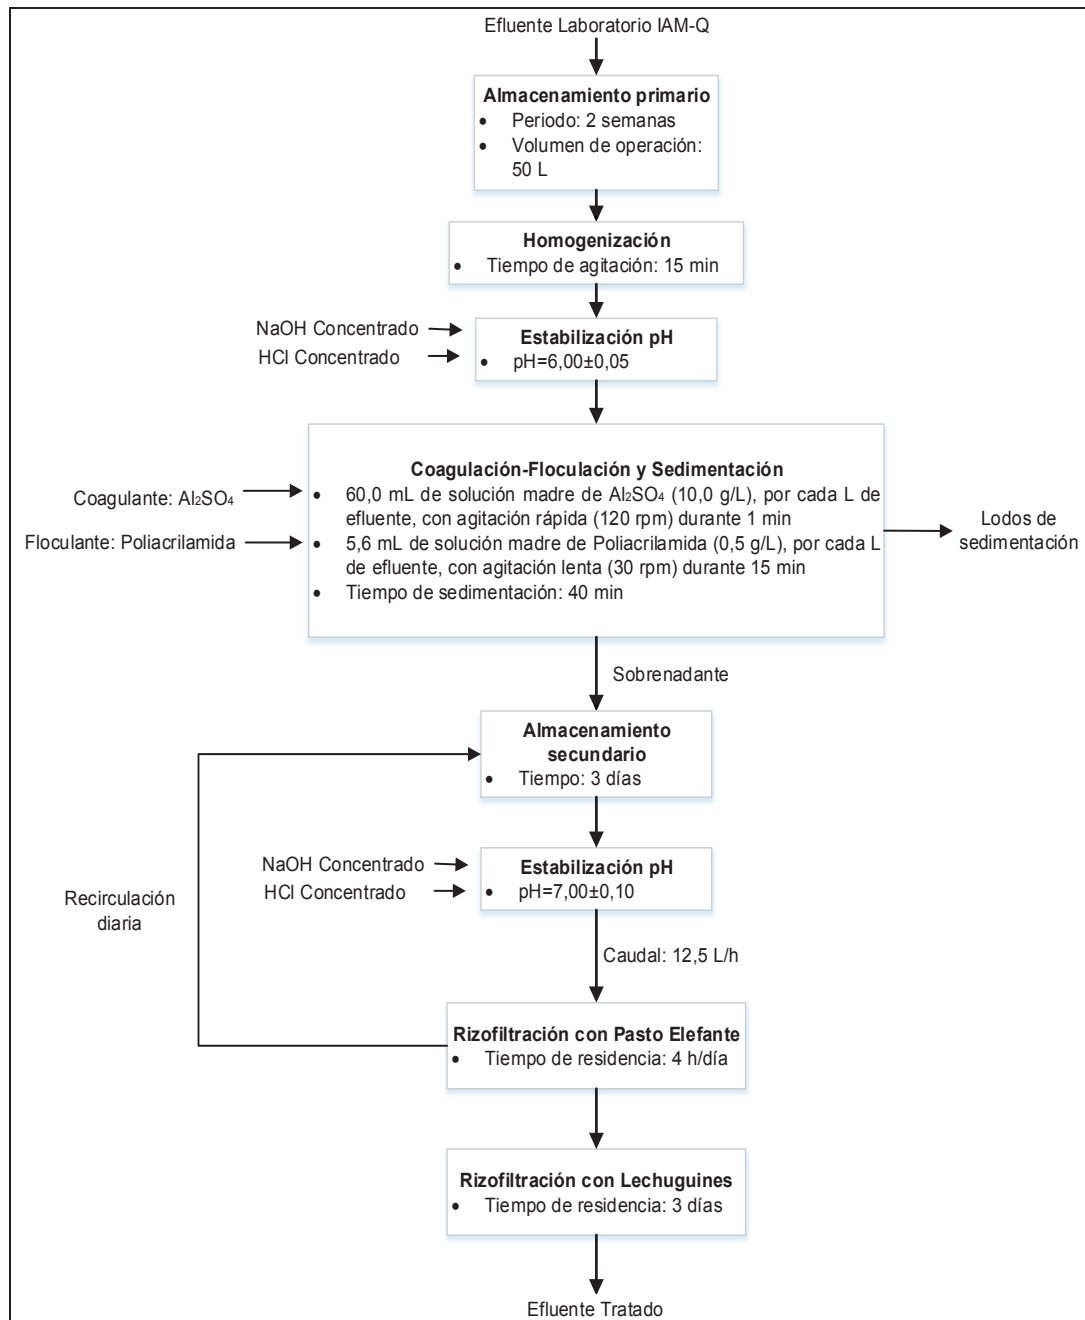 Efluente Laboratorio IAM-Q
Almacenamiento primario
• Periodo: 2 semanas
• Volumen de operación:
50 L
Homogenización
• Tiempo de agitación: 15 min
NaOH Concentrado
HCl Concentrado
Estabilización pH
• pH=6,00±0,05
Coagulante: Al₂SO₄
Floculante: Poliacrilamida
Coagulación-Floculación y Sedimentación
• 60,0 mL de solución madre de Al₂SO₄ (10,0 g/L), por cada L de
efluente, con agitación rápida (120 rpm) durante 1 min
• 5,6 mL de solución madre de Poliacrilamida (0,5 g/L), por cada L
de efluente, con agitación lenta (30 rpm) durante 15 min
• Tiempo de sedimentación: 40 min
Lodos de
sedimentación
Sobrenadante
Almacenamiento
secundario
• Tiempo: 3 días
NaOH Concentrado
HCl Concentrado
Estabilización pH
• pH=7,00±0,10
Recirculación
diaria
Caudal: 12,5 L/h
Rizofiltración con Pasto Elefante
• Tiempo de residencia: 4 h/día
Rizofiltración con Lechuguines
• Tiempo de residencia: 3 días
Efluente Tratado